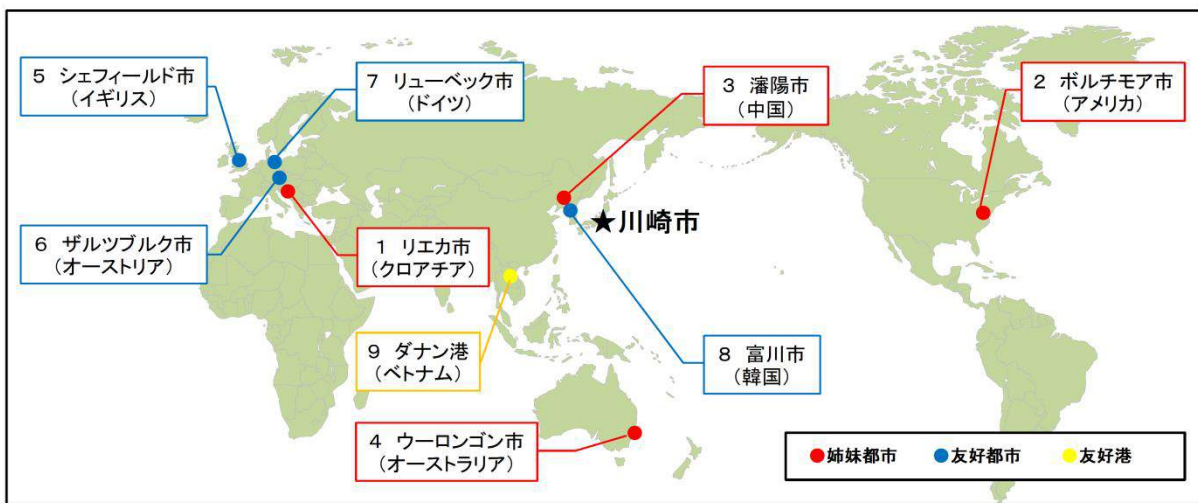 5 シェフィールド市
(イギリス)
7 リューベック市
(ドイツ)
3 瀋陽市
(中国)
2 ボルチモア市
(アメリカ)
6 ザルツブルク市
(オーストリア)
1 リエカ市
(クロアチア)
★川崎市
9 ダナン港
(ベトナム)
8 富川市
(韓国)
4 ウーロンゴン市
(オーストラリア)
●姉妹都市 ●友好都市 ●友好港